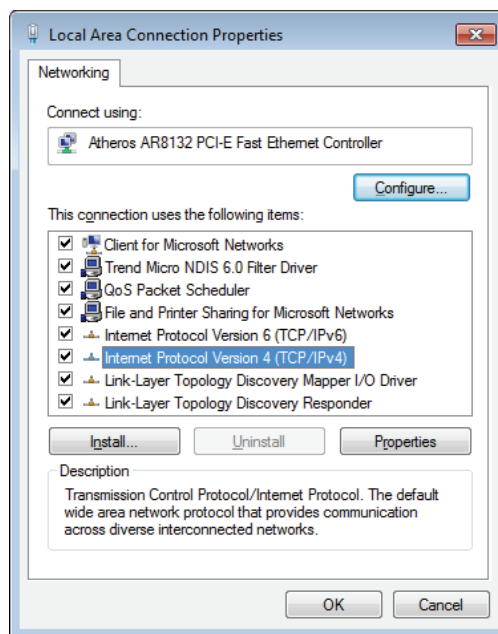 Local Area Connection Properties
Networking
Connect using:
Atheros AR8132 PCI-E Fast Ethernet Controller
Configure...
This connection uses the following items:
Client for Microsoft Networks
Trend Micro NDIS 6.0 Filter Driver
QoS Packet Scheduler
File and Printer Sharing for Microsoft Networks
Internet Protocol Version 6 (TCP/IPv6)
Internet Protocol Version 4 (TCP/IPv4)
Link-Layer Topology Discovery Mapper I/O Driver
Link-Layer Topology Discovery Responder
Install... Uninstall Properties
Description
Transmission Control Protocol/Internet Protocol. The default
wide area network protocol that provides communication
across diverse interconnected networks.
OK Cancel